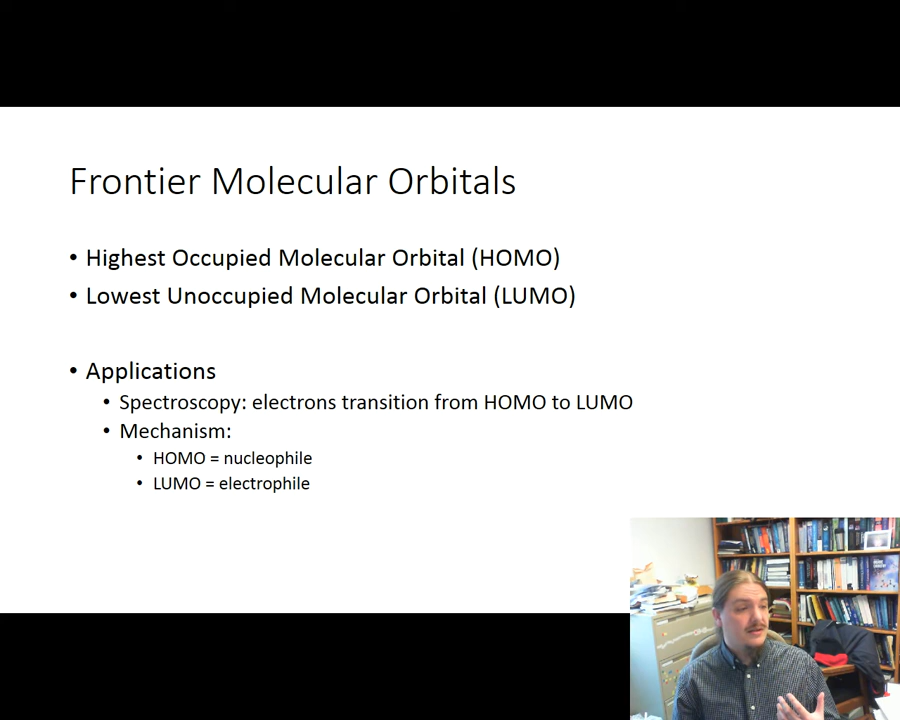 Frontier Molecular Orbitals
• Highest Occupied Molecular Orbital (HOMO)
• Lowest Unoccupied Molecular Orbital (LUMO)
• Applications
• Spectroscopy: electrons transition from HOMO to LUMO
• Mechanism:
• HOMO = nucleophile
• LUMO = electrophile